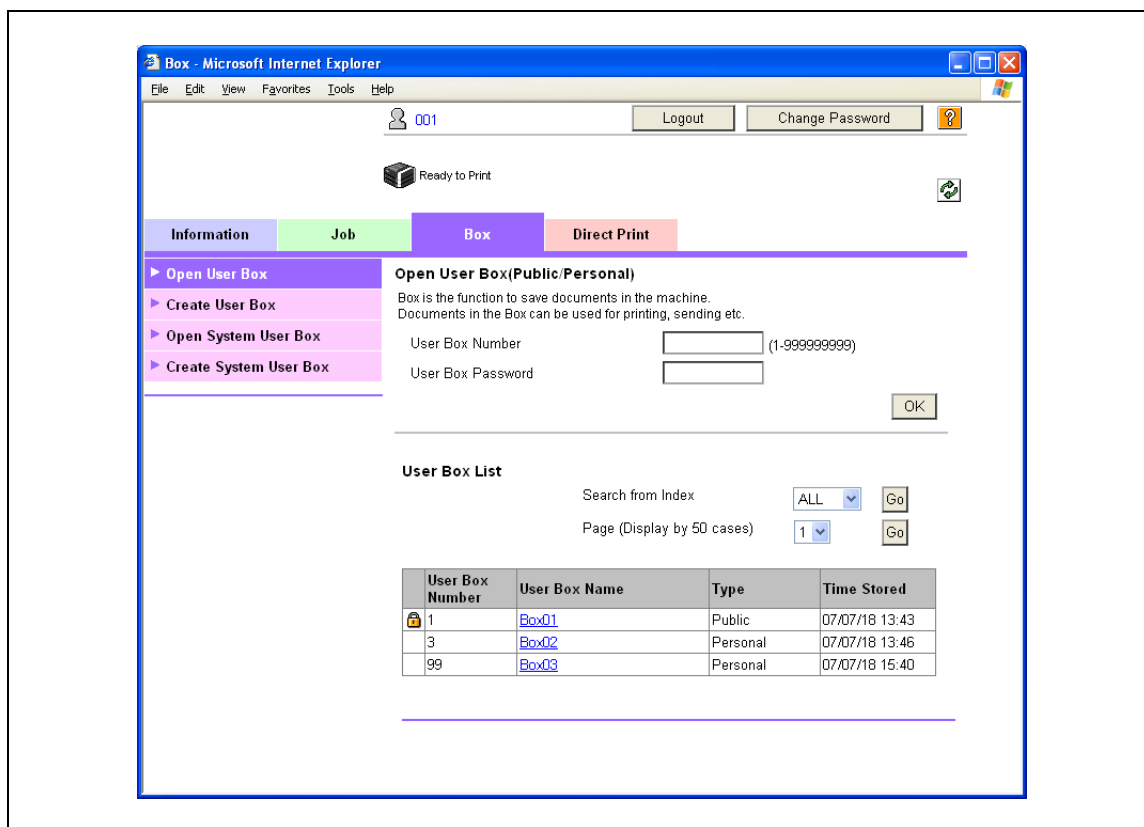 Box - Microsoft Internet Explorer
File Edit View Favorites Tools Help
001 Logout Change Password ?
Ready to Print
Information Job Box Direct Print
Open User Box
Create User Box
Open System User Box
Create System User Box
Open User Box(Public/Personal)
Box is the function to save documents in the machine.
Documents in the Box can be used for printing, sending etc.
User Box Number (1-999999999)
User Box Password
OK
User Box List
Search from Index ALL Go
Page (Display by 50 cases) 1 Go
User Box Number User Box Name Type Time Stored
1 Box01 Public 07/07/18 13:43
3 Box02 Personal 07/07/18 13:46
99 Box03 Personal 07/07/18 15:40